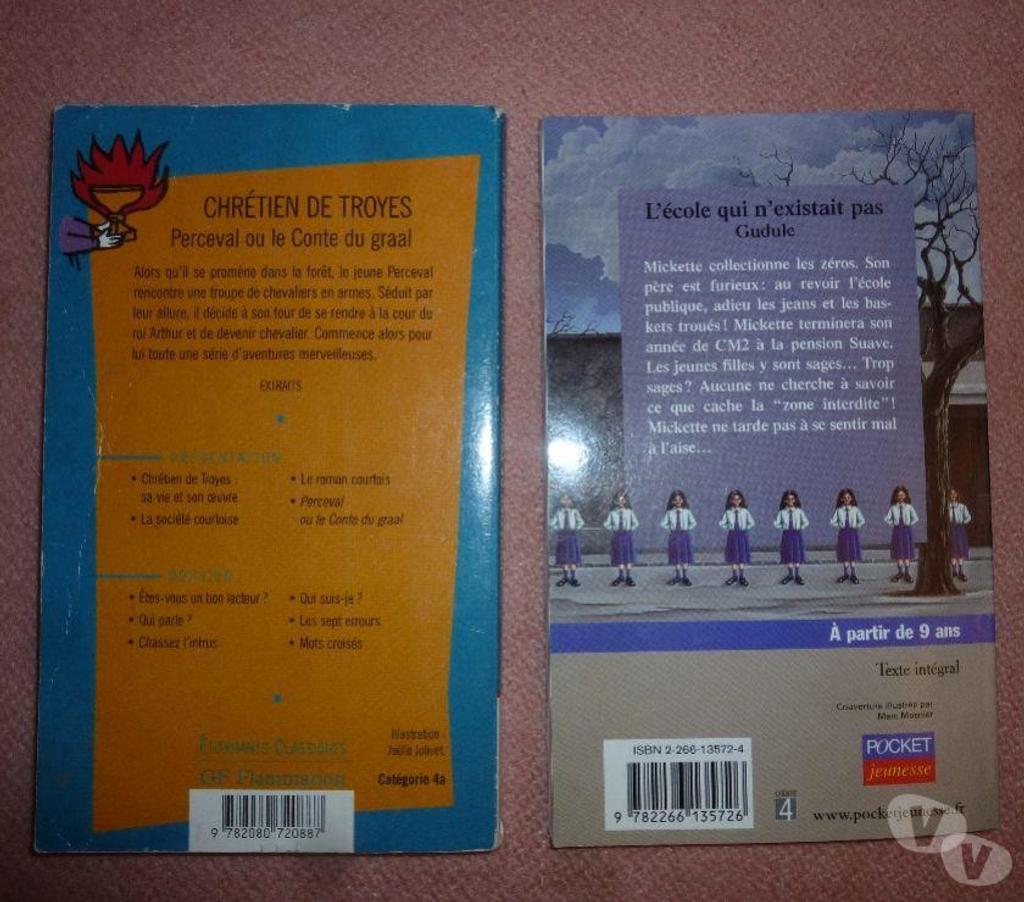 CHRÉTIEN DE TROYES
Perceval ou le Conte du graal
Alors qu'il se promène dans la forêt, le jeune Perceval
rencontre une troupe de chevaliers en armes. Séduit par
leur allure, il décide à son tour de se rendre à la cour du
roi Arthur et de devenir chevalier. Commence alors pour
lui toute une série d'aventures merveilleuses.
EXTRAITS
PRÉSENTATION
• Chrétien de Troyes :
sa vie et son œuvre
• La société courtoise
• Le roman courtois
• Perceval
ou le Conte du graal
DOSSIER
• Êtes-vous un bon lecteur ?
• Qui parle ?
• Chassez l'intrus
• Qui suis-je ?
• Les sept erreurs
• Mots croisés
ÉTONNANTS CLASSIQUES
GF Flammarion
Illustration :
Joëlle Jolivet
Catégorie 4a
9 782080 720887
L'école qui n'existait pas
Gudule
Mickette collectionne les zéros. Son
père est furieux : au revoir l'école
publique, adieu les jeans et les bas-
kets troués ! Mickette terminera son
année de CM2 à la pension Suave.
Les jeunes filles y sont sages... Trop
sages ? Aucune ne cherche à savoir
ce que cache la "zone interdite" !
Mickette ne tarde pas à se sentir mal
à l'aise...
À partir de 9 ans
Texte intégral
Couverture illustrée par
Marc Mosnier
POCKET
jeunesse
ISBN 2-266-13572-4
9 782266 135726
4
www.pocketjeunesse.fr
V
V